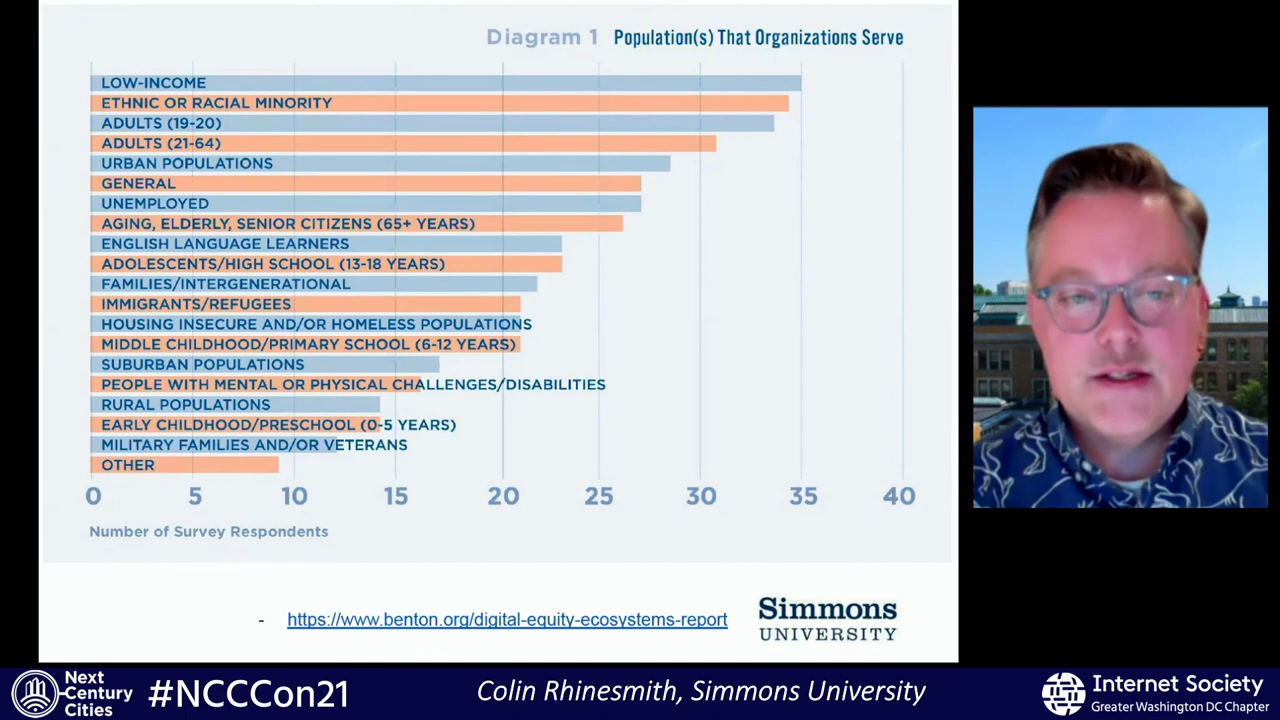 Diagram 1 Population(s) That Organizations Serve
LOW-INCOME
ETHNIC OR RACIAL MINORITY
ADULTS (19-20)
ADULTS (21-64)
URBAN POPULATIONS
GENERAL
UNEMPLOYED
AGING, ELDERLY, SENIOR CITIZENS (65+ YEARS)
ENGLISH LANGUAGE LEARNERS
ADOLESCENTS/HIGH SCHOOL (13-18 YEARS)
FAMILIES/INTERGENERATIONAL
IMMIGRANTS/REFUGEES
HOUSING INSECURE AND/OR HOMELESS POPULATIONS
MIDDLE CHILDHOOD/PRIMARY SCHOOL (6-12 YEARS)
SUBURBAN POPULATIONS
PEOPLE WITH MENTAL OR PHYSICAL CHALLENGES/DISABILITIES
RURAL POPULATIONS
EARLY CHILDHOOD/PRESCHOOL (0-5 YEARS)
MILITARY FAMILIES AND/OR VETERANS
OTHER
0 5 10 15 20 25 30 35 40
Number of Survey Respondents
- https://www.benton.org/digital-equity-ecosystems-report
Simmons
UNIVERSITY
Next
Century
Cities
#NCCCon21
Colin Rhinesmith, Simmons University
Internet Society
Greater Washington DC Chapter